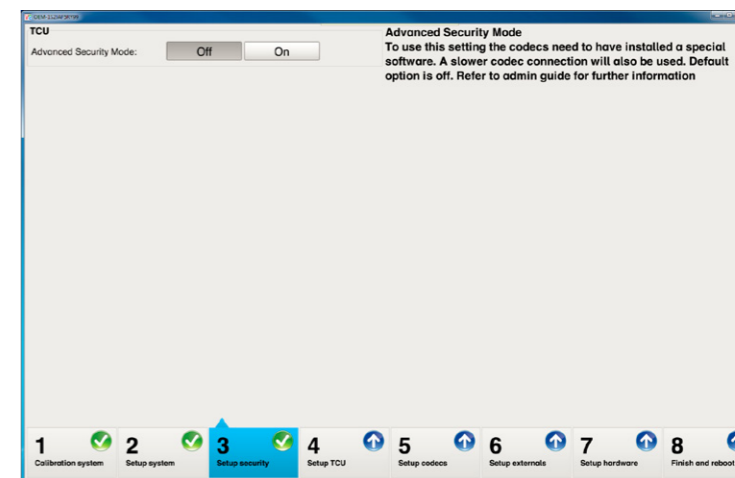 TCU
Advanced Security Mode:
Off
On
Advanced Security Mode
To use this setting the codecs need to have installed a special
software. A slower codec connection will also be used. Default
option is off. Refer to admin guide for further information
1
Calibration system
2
Setup system
3
Setup security
4
Setup TCU
5
Setup codecs
6
Setup externals
7
Setup hardware
8
Finish and reboot